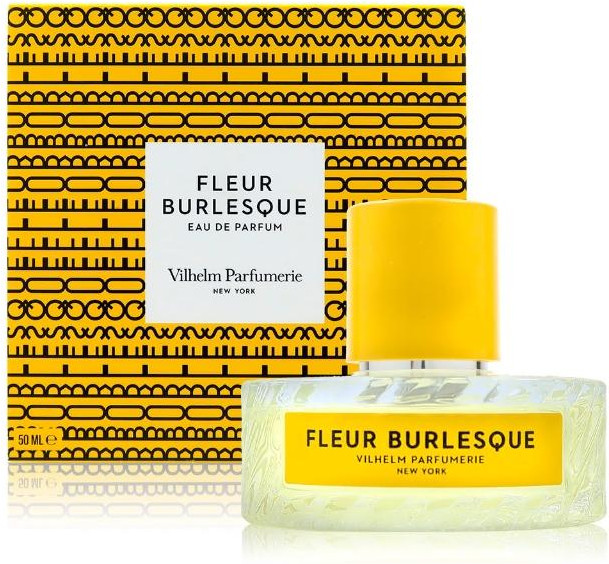 FLEUR
BURLESQUE
EAU DE PARFUM
Vilhelm Parfumerie
NEW YORK
50 ML ℮
FLEUR BURLESQUE
VILHELM PARFUMERIE
NEW YORK